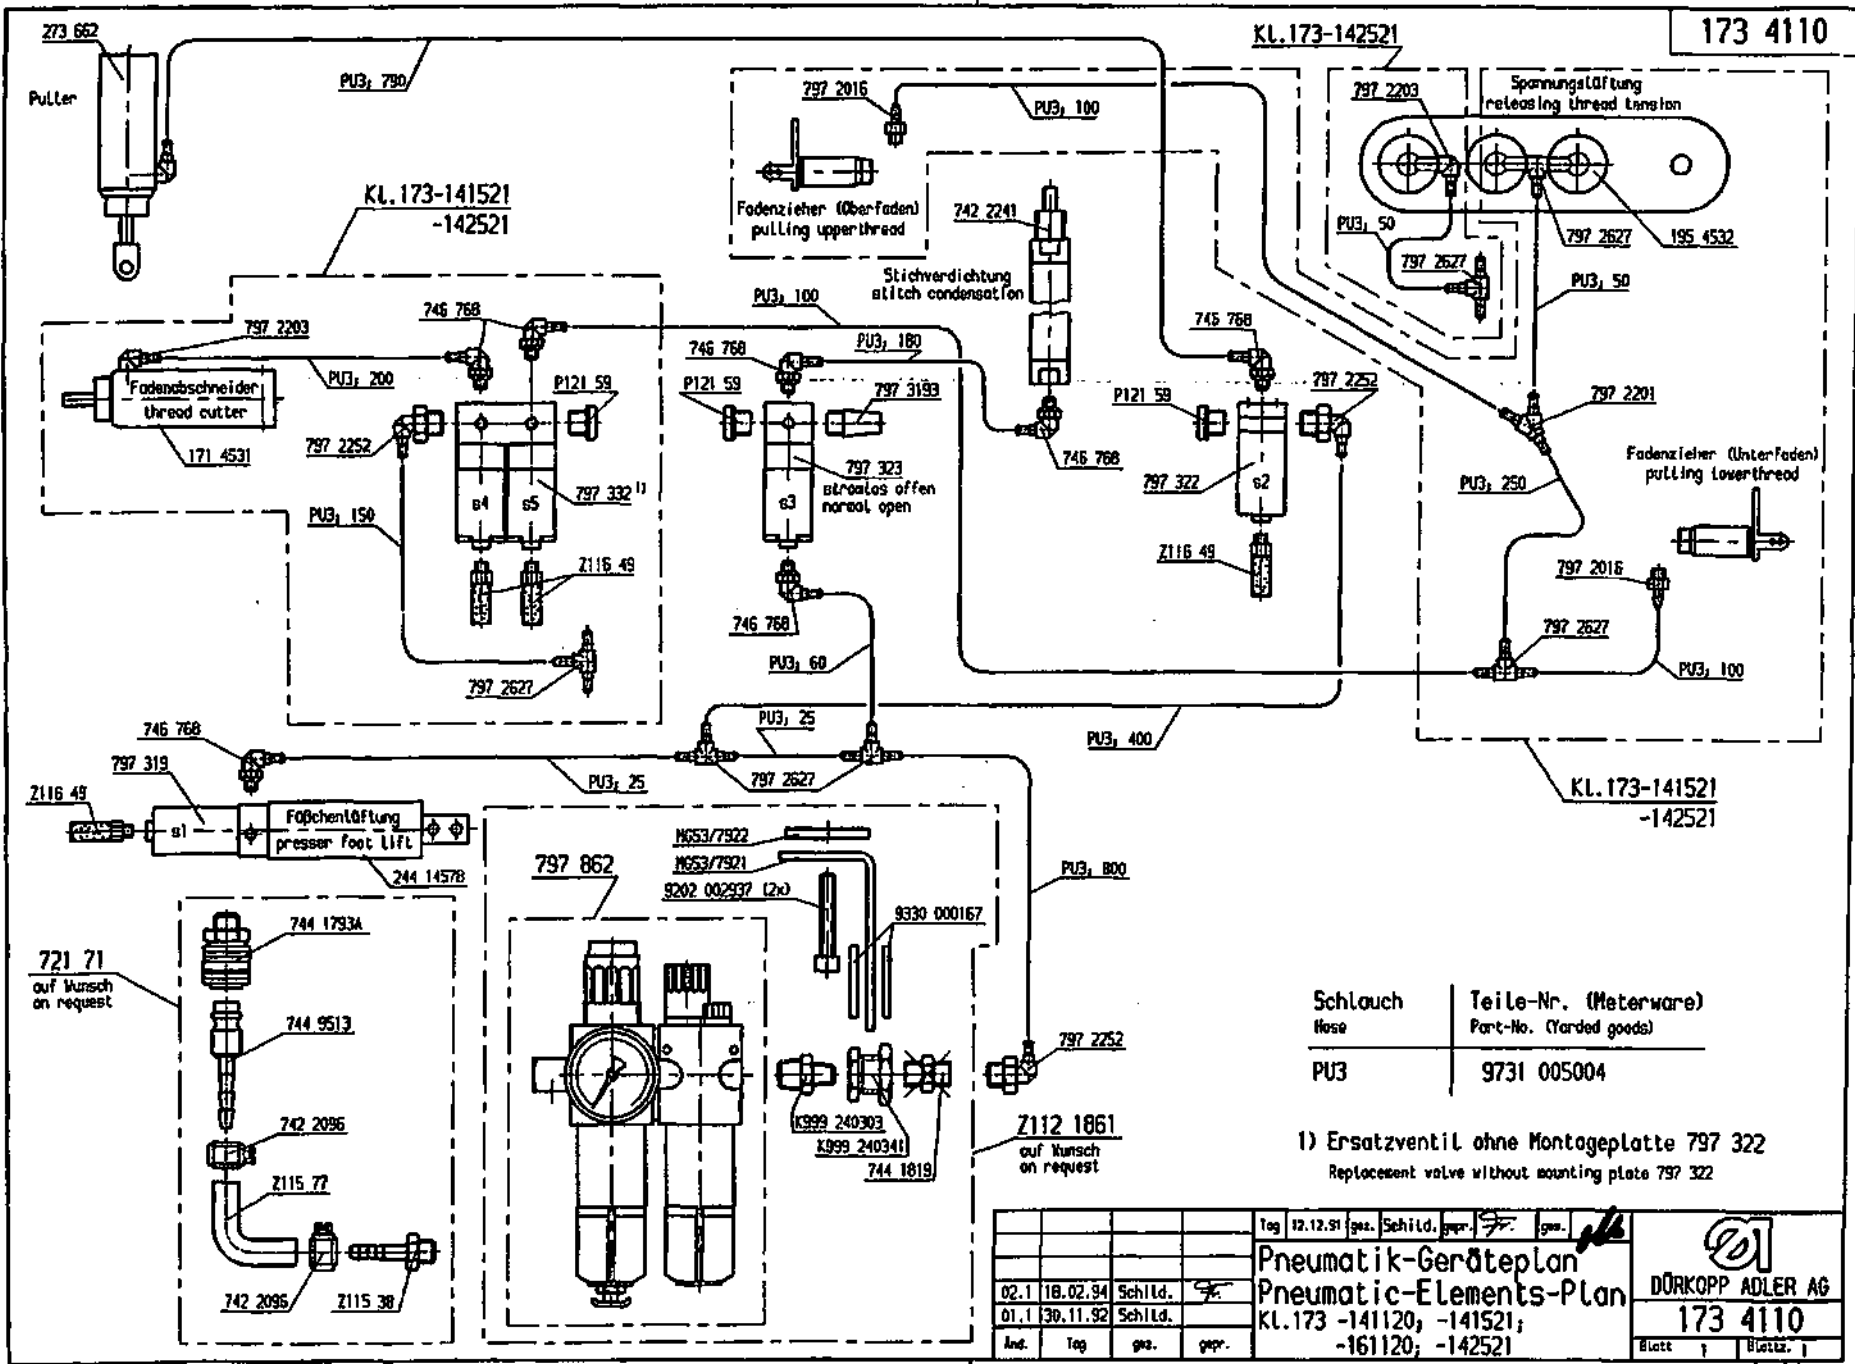 173 4110
273 662
Puller
PU3; 790
Kl.173-142521
797 2016
PU3; 100
797 2203
Spannungslüftung
releasing thread tension
Fadenzieher (Oberfaden)
pulling upperthread
742 2241
PU3; 50
797 2627
797 2627
195 4532
PU3; 50
Kl.173-141521
-142521
Stichverdichtung
stitch condensation
797 2203
746 768
PU3; 100
746 768
PU3; 180
746 768
PU3; 200
Fadenabschneider
thread cutter
171 4531
P121 59
P121 59
797 3193
P121 59
797 2252
797 2201
797 2252
746 768
797 332 1)
797 323
stromlos offen
normal open
797 322
s4
s5
s3
s2
PU3; 150
PU3; 250
Fadenzieher (Unterfaden)
pulling lowerthread
Z116 49
Z116 49
797 2016
746 768
797 2627
PU3; 60
797 2627
PU3; 100
746 768
797 319
Z116 49
PU3; 25
PU3; 25
797 2627
PU3; 400
Kl.173-141521
-142521
s1
Füßchenlüftung
presser foot lift
244 14578
797 862
MG53/7922
MG53/7921
9202 002937 (2x)
9330 000167
PU3; 800
721 71
auf Wunsch
on request
744 1793A
744 9513
742 2096
Z115 77
742 2096
Z115 38
K999 240303
K999 240341
744 1819
797 2252
Z112 1861
auf Wunsch
on request
Schlauch
Teile-Nr. (Meterware)
Hose
Part-No. (Yarded goods)
PU3
9731 005004
1) Ersatzventil ohne Montageplatte 797 322
Replacement valve without mounting plate 797 322
Tag 12.12.91 gez. Schild. gepr. ges.
Pneumatik-Geräteplan
Pneumatic-Elements-Plan
Kl.173 -141120; -141521;
-161120; -142521
02.1 18.02.94 Schild.
01.1 30.11.92 Schild.
Änd. Tag gez. gepr.
DÜRKOPP ADLER AG
173 4110
Blatt 1 Blattz. 1